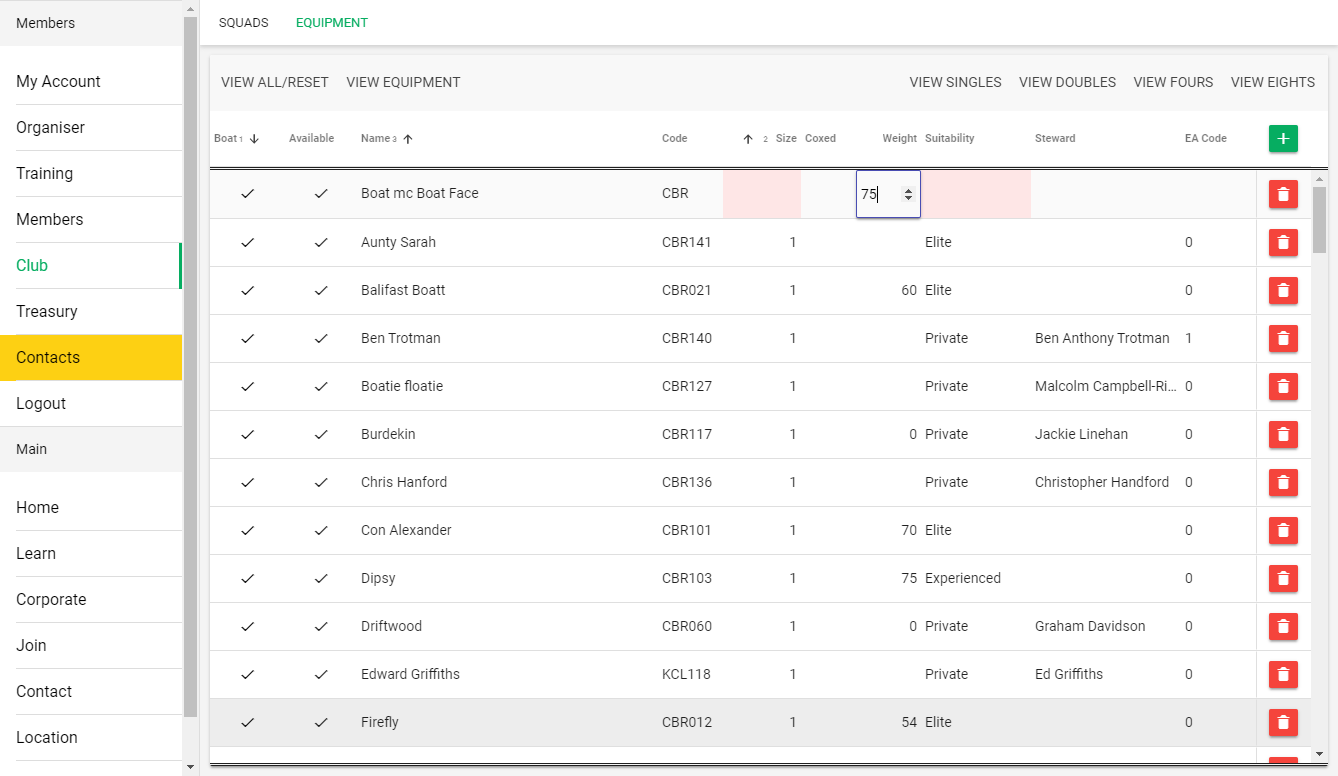 Members
My Account
Organiser
Training
Members
Club
Treasury
Contacts
Logout
Main
Home
Learn
Corporate
Join
Contact
Location
SQUADS EQUIPMENT
VIEW ALL/RESET VIEW EQUIPMENT VIEW SINGLES VIEW DOUBLES VIEW FOURS VIEW EIGHTS
Boat 1 Available Name 3 Code 2 Size Coxed Weight Suitability Steward EA Code
Boat mc Boat Face CBR 75
Aunty Sarah CBR141 1 Elite 0
Balifast Boatt CBR021 1 60 Elite 0
Ben Trotman CBR140 1 Private Ben Anthony Trotman 1
Boatie floatie CBR127 1 Private Malcolm Campbell-Ri... 0
Burdekin CBR117 1 0 Private Jackie Linehan 0
Chris Hanford CBR136 1 Private Christopher Handford 0
Con Alexander CBR101 1 70 Elite 0
Dipsy CBR103 1 75 Experienced 0
Driftwood CBR060 1 0 Private Graham Davidson 0
Edward Griffiths KCL118 1 Private Ed Griffiths 0
Firefly CBR012 1 54 Elite 0